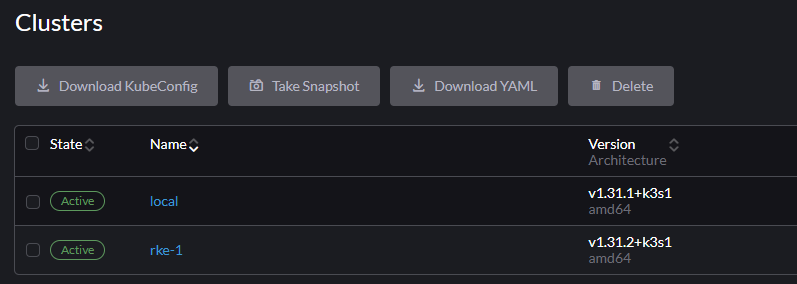 Clusters
Download KubeConfig Take Snapshot Download YAML Delete
State Name Version
Architecture
Active local v1.31.1+k3s1
amd64
Active rke-1 v1.31.2+k3s1
amd64